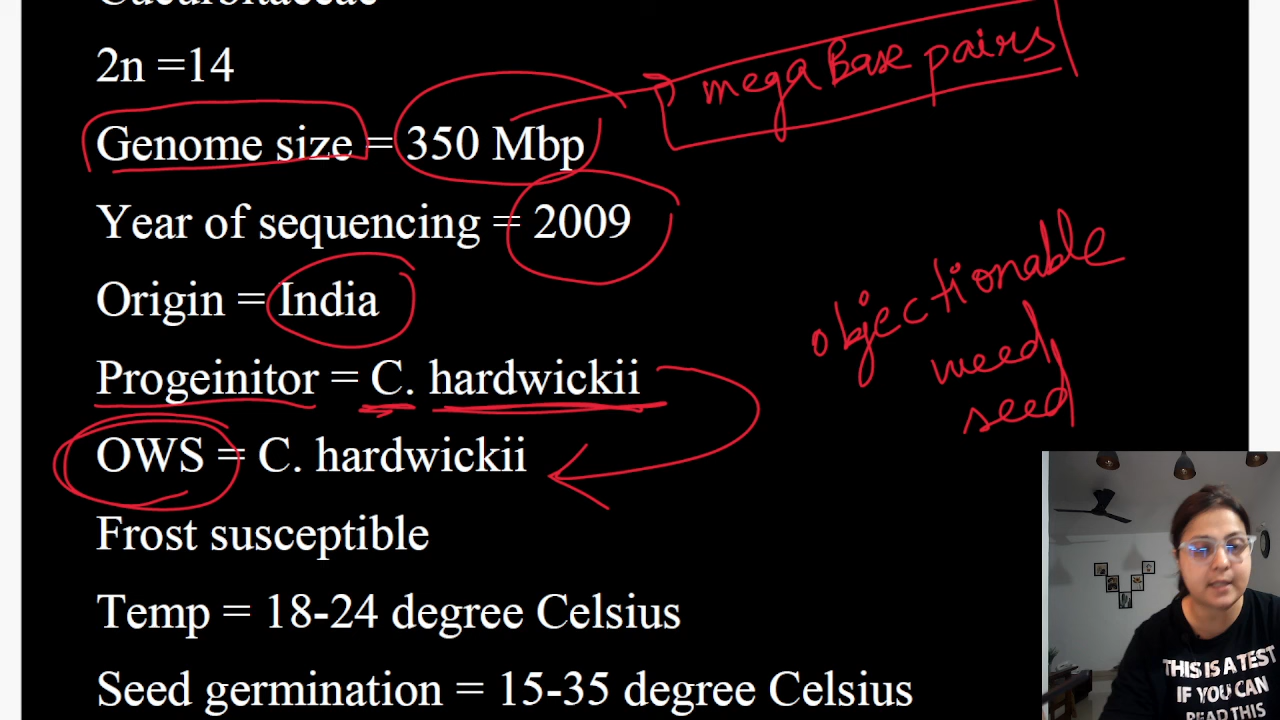 2n =14
Genome size = 350 Mbp
mega Base pairs
Year of sequencing = 2009
Origin = India
Progeinitor = C. hardwickii
OWS = C. hardwickii
objectionable
weed
seed
Frost susceptible
Temp = 18-24 degree Celsius
Seed germination = 15-35 degree Celsius
THIS IS A TEST
IF YOU CAN
READ THIS